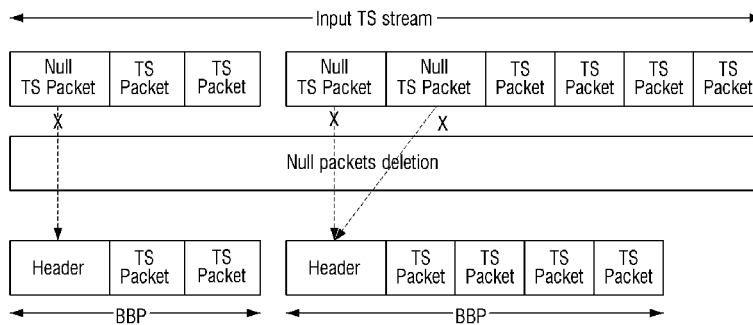 Input TS stream
Null TS Packet TS Packet TS Packet Null TS Packet Null TS Packet TS Packet TS Packet TS Packet TS Packet
X X X
Null packets deletion
Header TS Packet TS Packet Header TS Packet TS Packet TS Packet TS Packet
BBP BBP